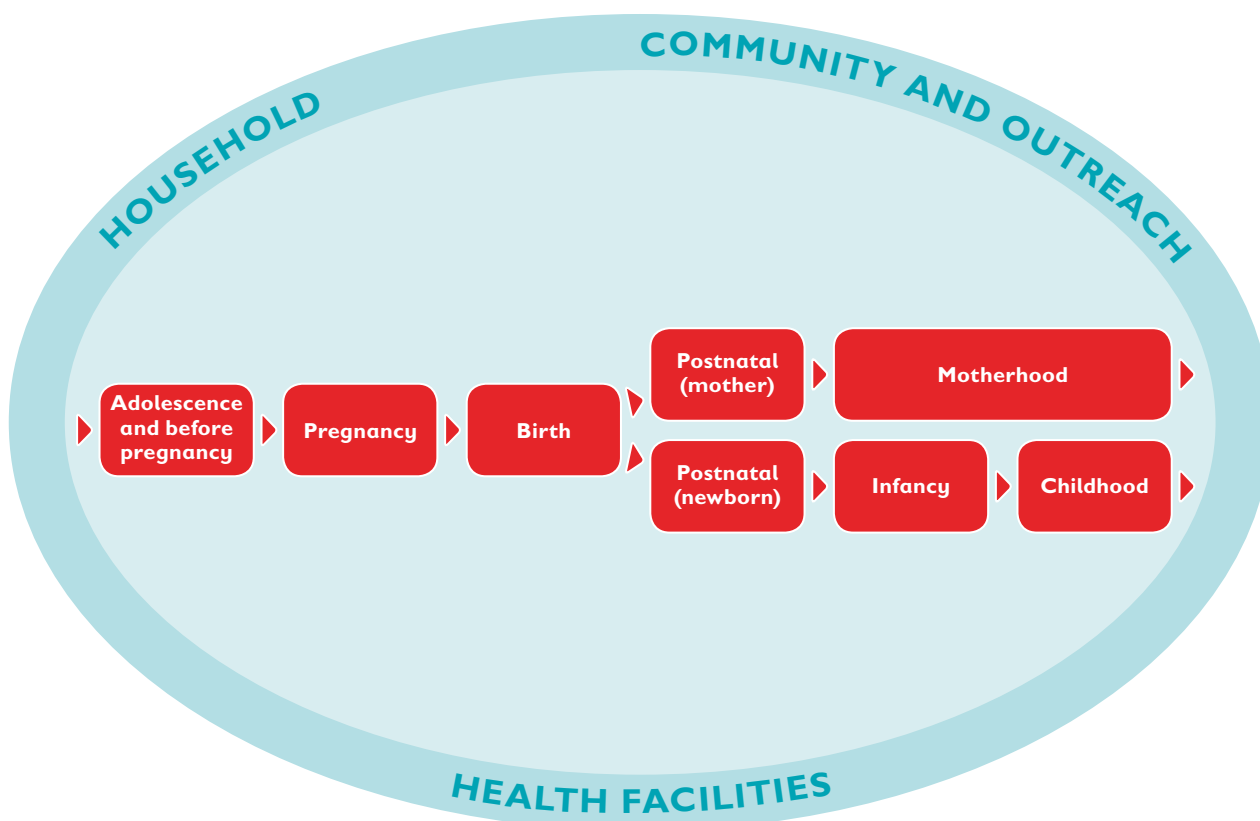 HOUSEHOLD
COMMUNITY AND OUTREACH
Adolescence
and before
pregnancy
Pregnancy
Birth
Postnatal
(mother)
Motherhood
Postnatal
(newborn)
Infancy
Childhood
HEALTH FACILITIES